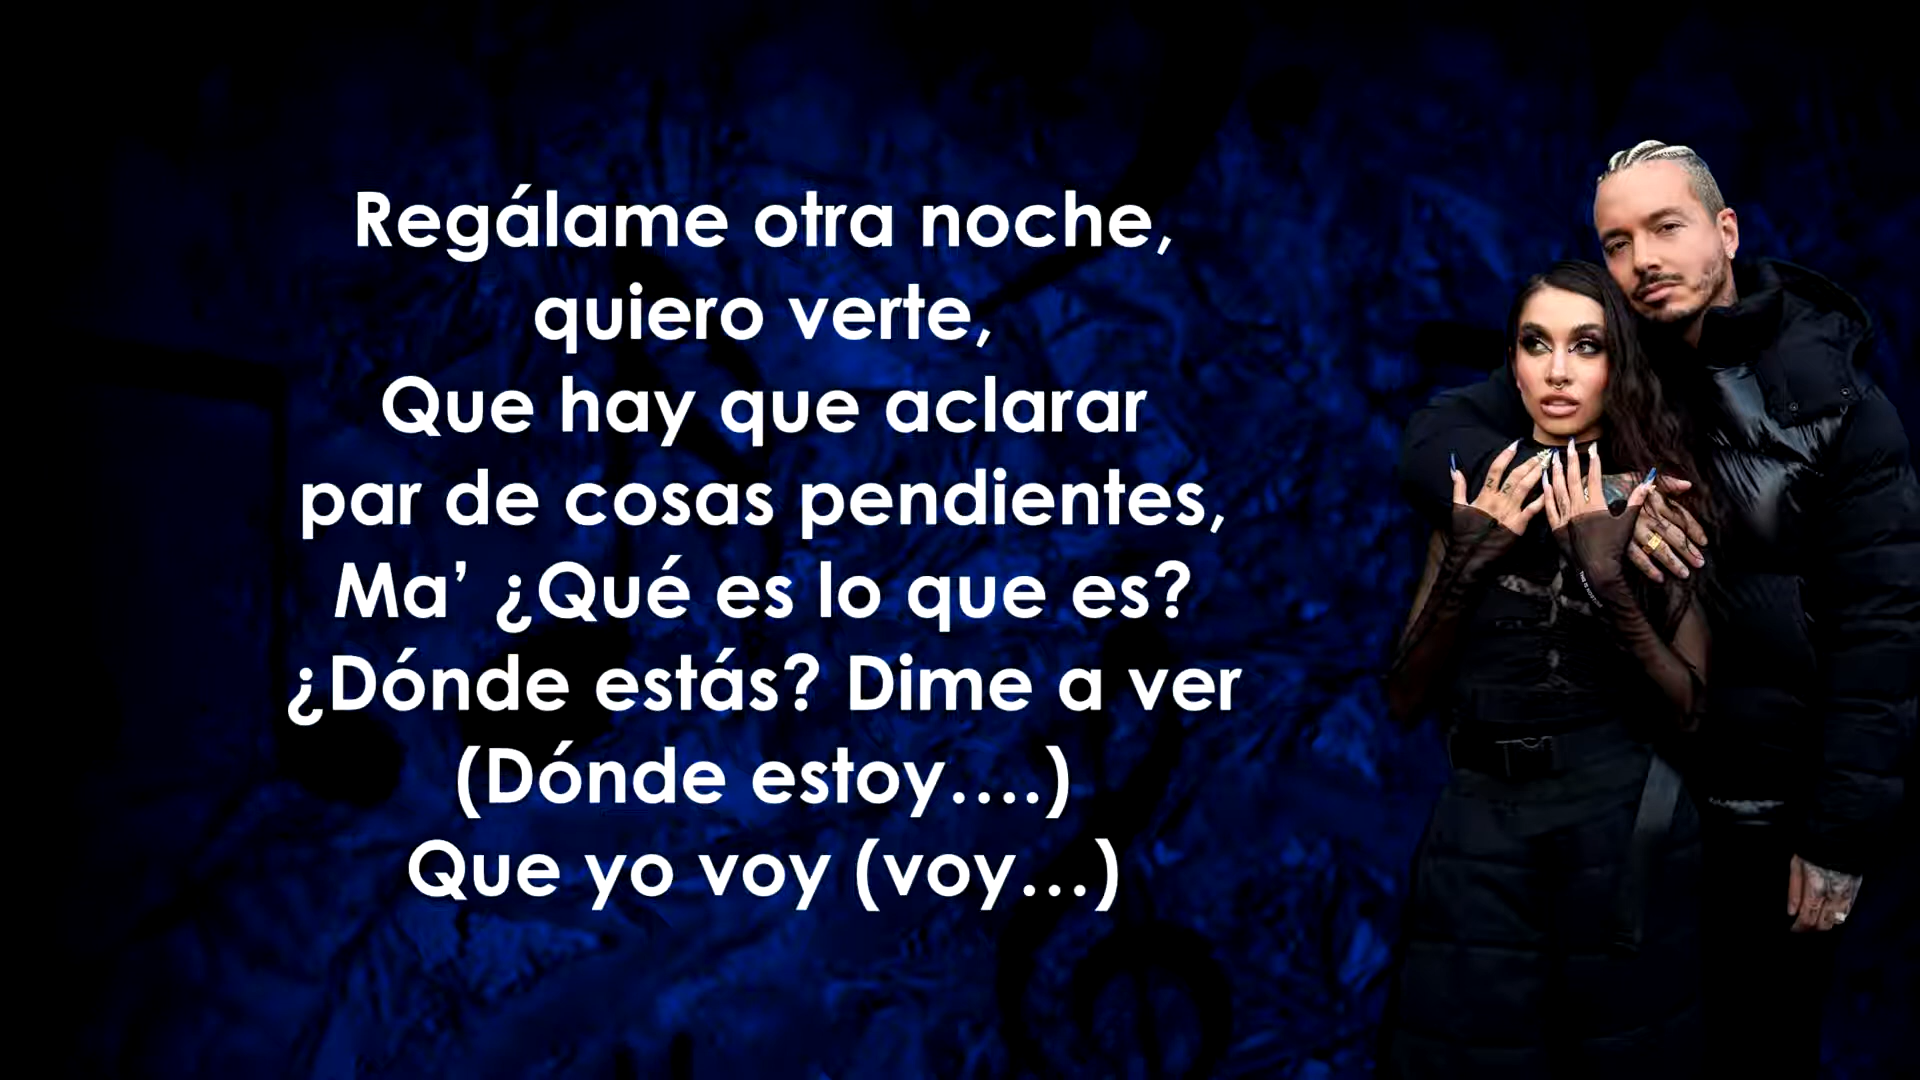 Regálame otra noche,
quiero verte,
Que hay que aclarar
par de cosas pendientes,
Ma’ ¿Qué es lo que es?
¿Dónde estás? Dime a ver
(Dónde estoy….)
Que yo voy (voy…)